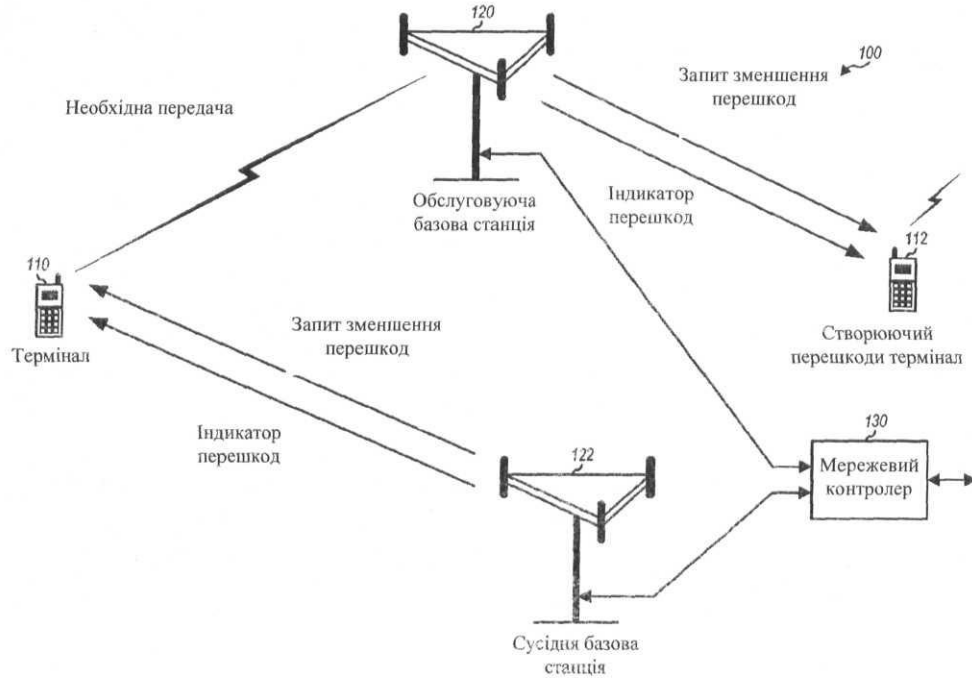 120
100
Запит зменшення
перешкод
Необхідна передача
Індикатор
перешкод
Обслуговуюча
базова станція
112
110
Створюючий
перешкоди термінал
Запит зменшення
перешкод
Термінал
130
Індикатор
перешкод
122
Мережевий
контролер
Сусідня базова
станція